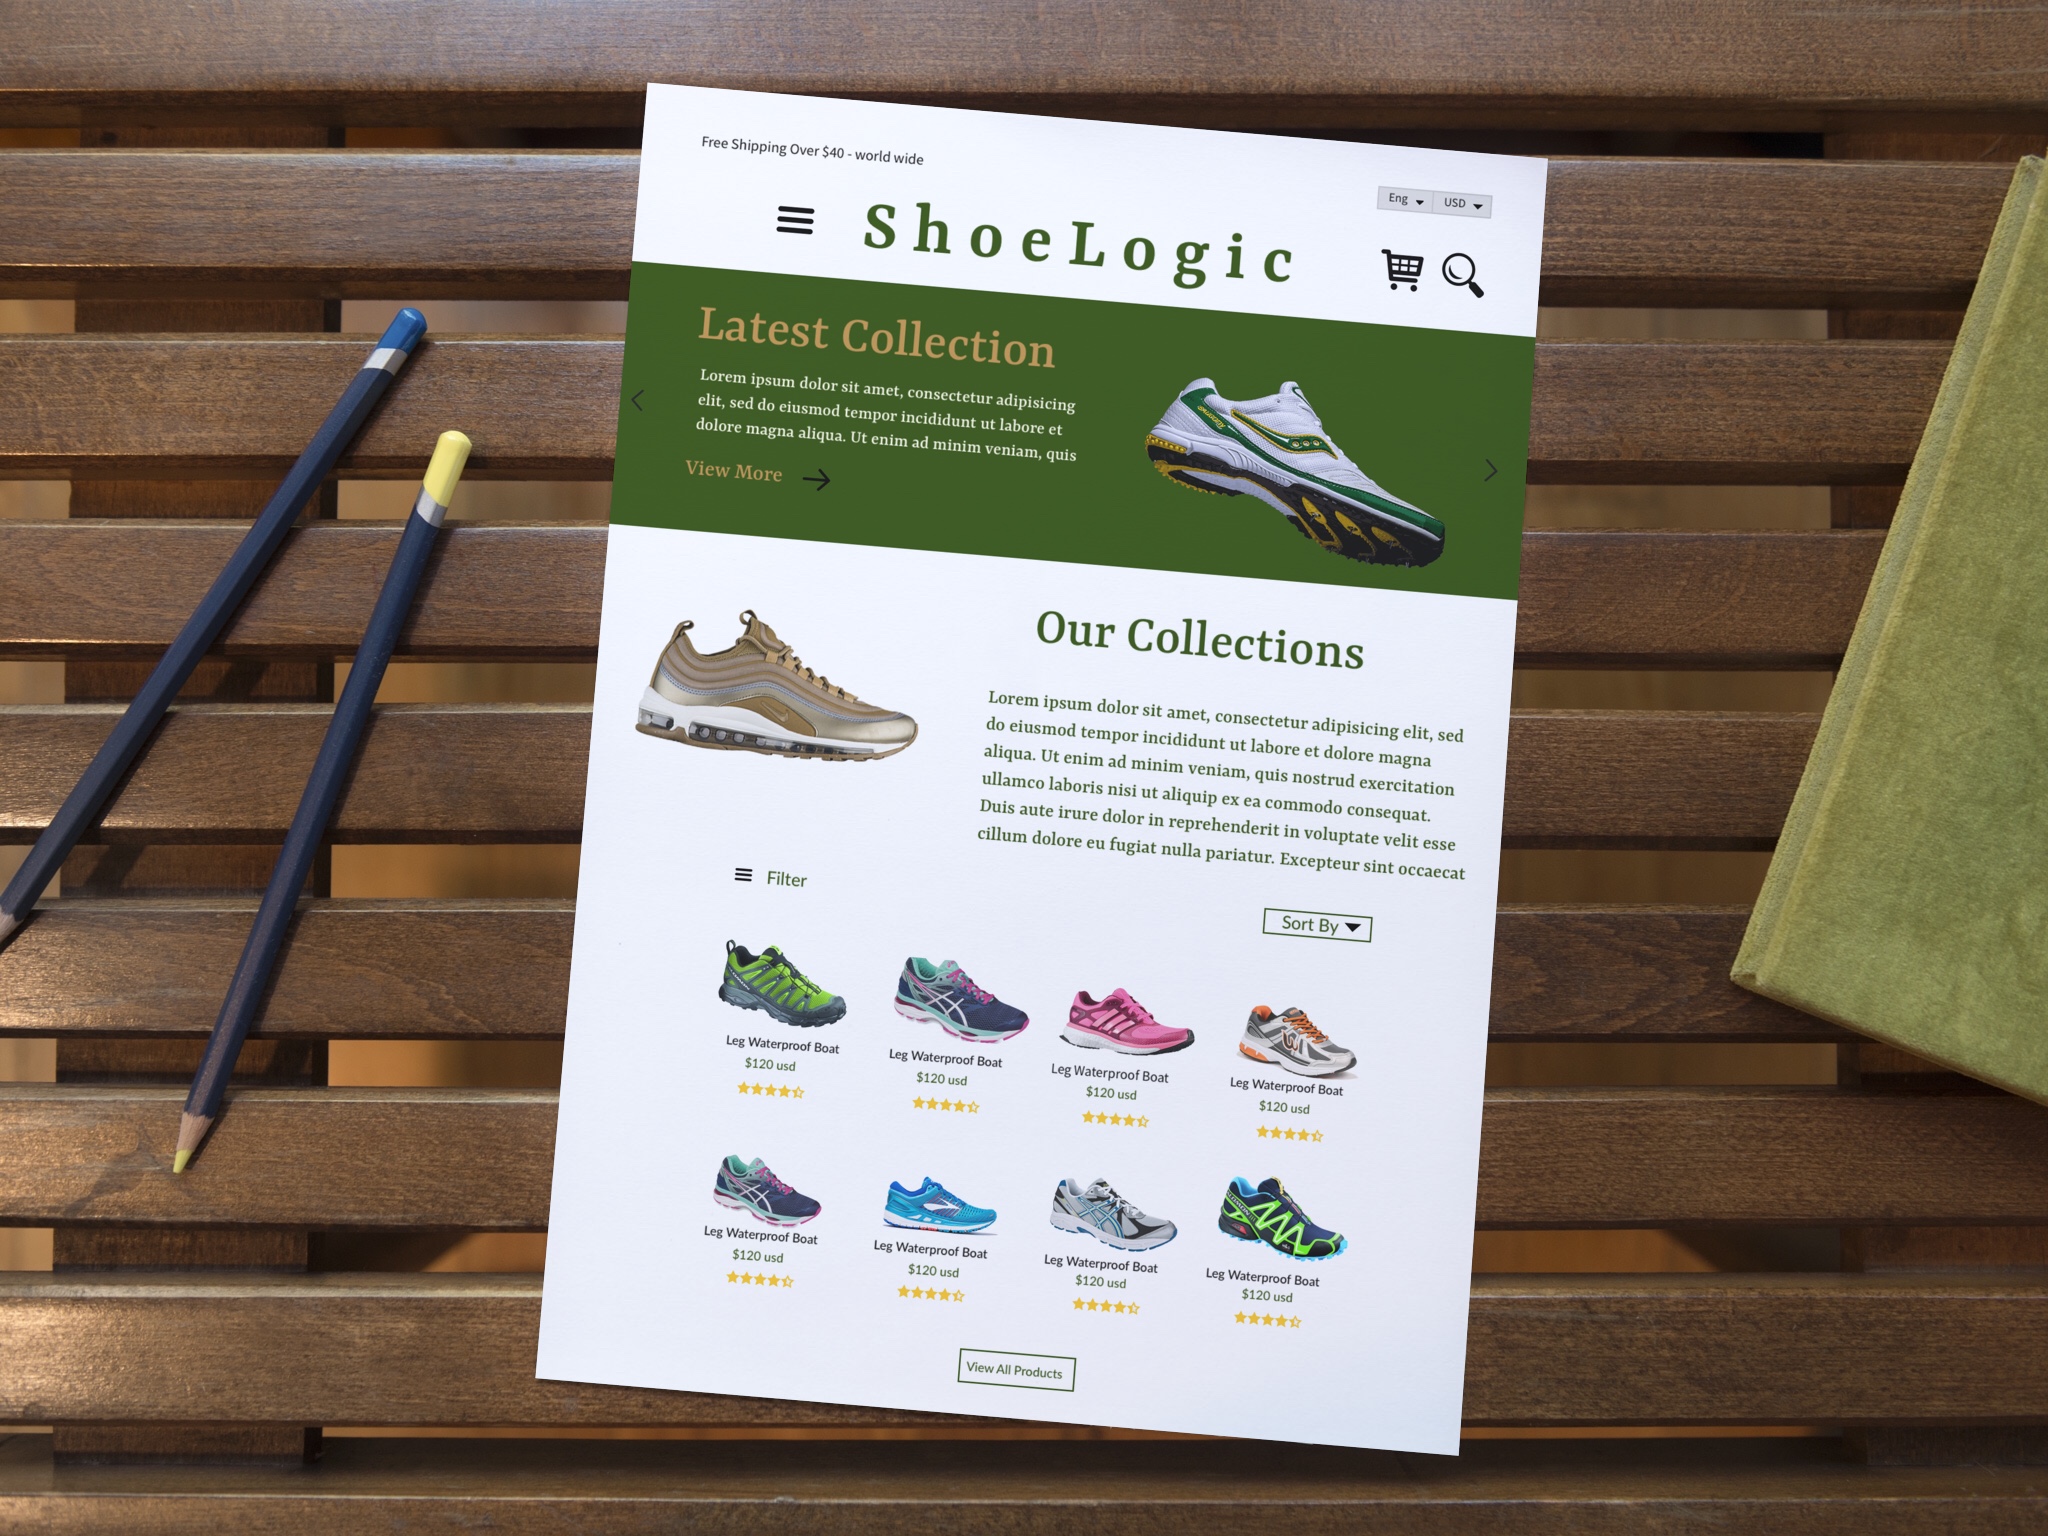 Free Shipping Over $40 - world wide
Eng USD
ShoeLogic
Latest Collection
Lorem ipsum dolor sit amet, consectetur adipisicing
elit, sed do eiusmod tempor incididunt ut labore et
dolore magna aliqua. Ut enim ad minim veniam, quis
View More
Our Collections
Lorem ipsum dolor sit amet, consectetur adipisicing elit, sed
do eiusmod tempor incididunt ut labore et dolore magna
aliqua. Ut enim ad minim veniam, quis nostrud exercitation
ullamco laboris nisi ut aliquip ex ea commodo consequat.
Duis aute irure dolor in reprehenderit in voluptate velit esse
cillum dolore eu fugiat nulla pariatur. Excepteur sint occaecat
Filter
Sort By
Leg Waterproof Boat
$120 usd
Leg Waterproof Boat
$120 usd
Leg Waterproof Boat
$120 usd
Leg Waterproof Boat
$120 usd
Leg Waterproof Boat
$120 usd
Leg Waterproof Boat
$120 usd
Leg Waterproof Boat
$120 usd
Leg Waterproof Boat
$120 usd
View All Products